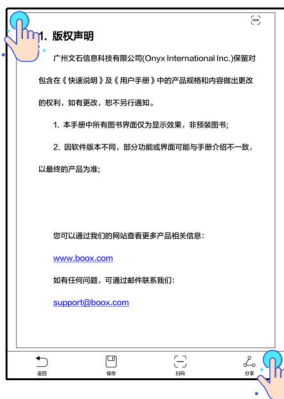 1. 版权声明
广州文石信息科技有限公司(Onyx International Inc.)保留对
包含在《快速说明》及《用户手册》中的产品规格和内容做出更改
的权利，如有更改，恕不另行通知。
1. 本手册中所有图书界面仅为显示效果，非预装图书;
2. 因软件版本不同，部分功能或界面可能与手册介绍不一致，
以最终的产品为准;
您可以通过我们的网站查看更多产品相关信息：
www.boox.com
如有任何问题，可通过邮件联系我们：
support@boox.com
返回 保存 扫码 分享